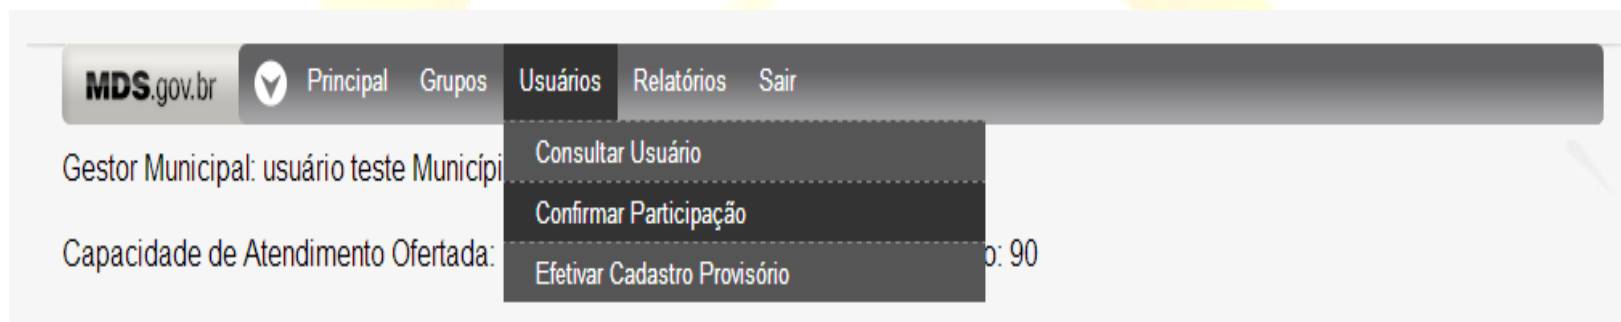 MDS.gov.br Principal Grupos Usuários Relatórios Sair
Consultar Usuário
Gestor Municipal: usuário teste
Confirmar Participação
Capacidade de Atendimento Ofertada: : 90
Efetivar Cadastro Provisório